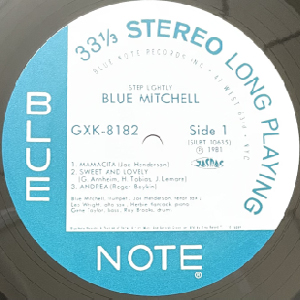 33⅓ STEREO LONG PLAYING
BLUE NOTE RECORDS INC
STEP LIGHTLY
BLUE MITCHELL
GXK-8182
Side 1
1. MAMACITA (Joe Henderson)
2. SWEET AND LOVELY
(G. Arnheim, H Tobias, J. Lemare)
3. ANDREA (Roger Boykin)
Blue Mitchell, trumpet, Joe Henderson tenor sax,
Leo Wright alto sax, Herbie Hancock piano,
Gene Taylor bass, Roy Brooks, drum
BLUE
NOTE ®